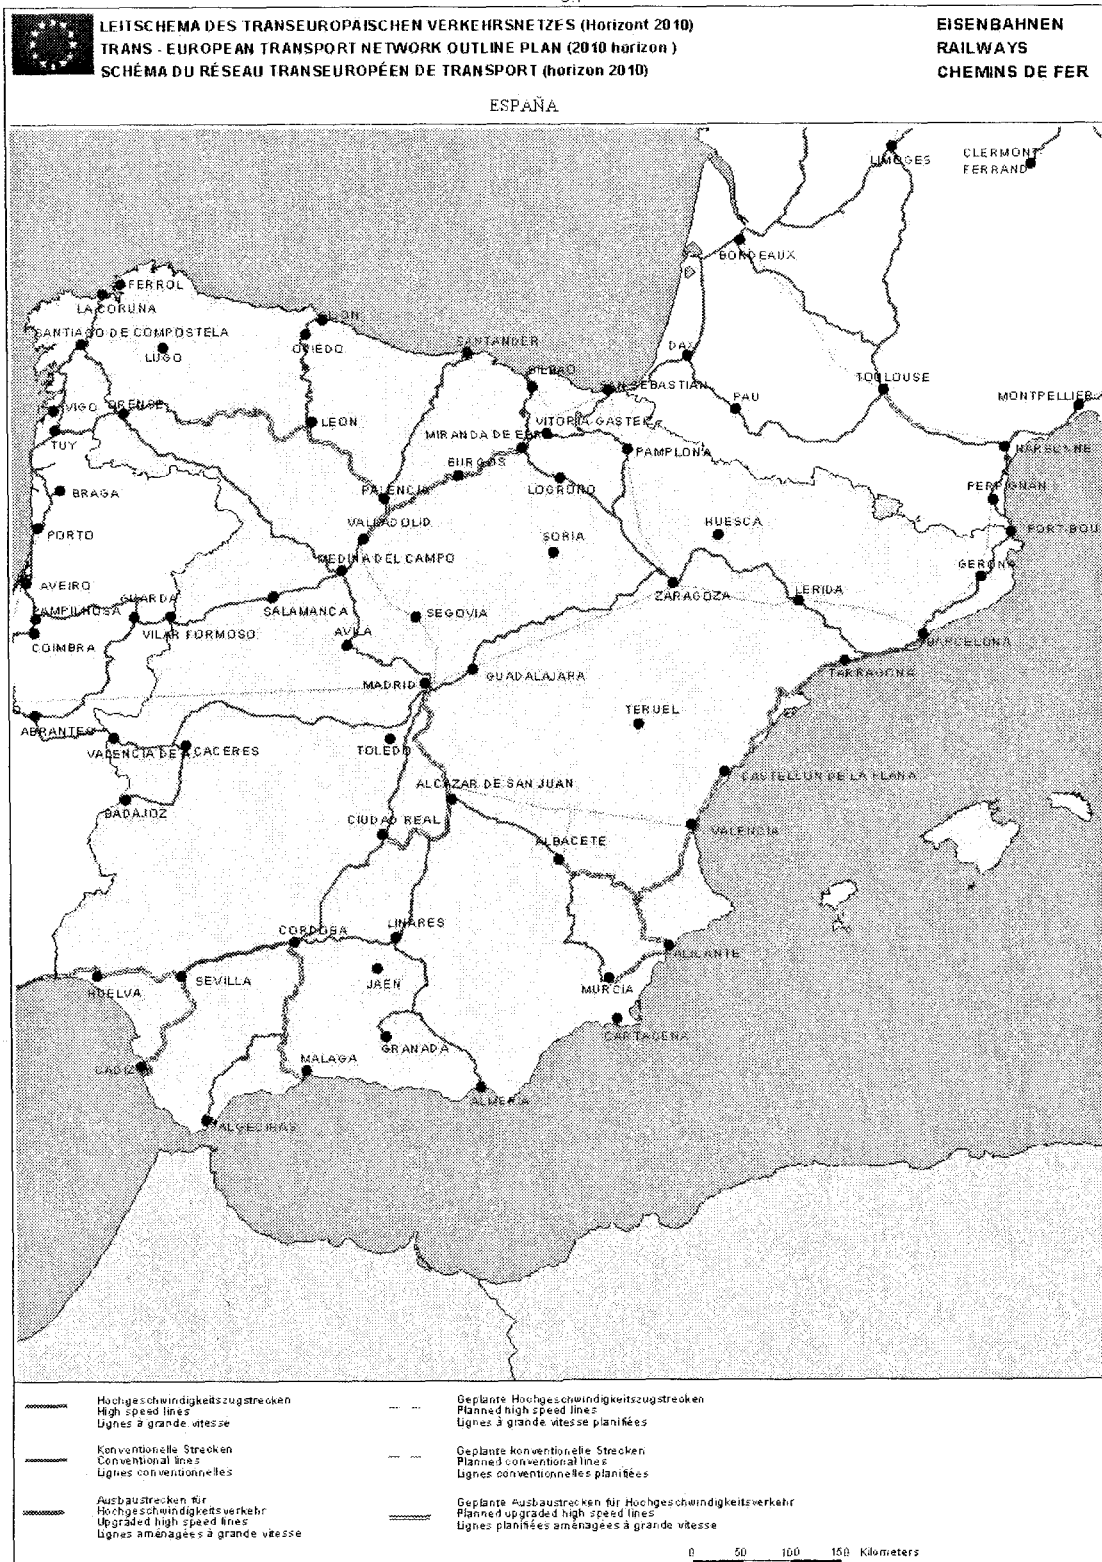 LEITSCHEMA DES TRANSEUROPÄISCHEN VERKEHRSNETZES (Horizont 2010)
TRANS - EUROPEAN TRANSPORT NETWORK OUTLINE PLAN (2010 horizon )
SCHÉMA DU RÉSEAU TRANSEUROPÉEN DE TRANSPORT (horizon 2010)
EISENBAHNEN
RAILWAYS
CHEMINS DE FER
ESPAÑA
LIMOGES
CLERMONT
FERRAND
BORDEAUX
FERROL
LA CORUÑA
SANTIAGO DE COMPOSTELA
LUGO
OVIEDO
SANTANDER
BILBAO
SAN SEBASTIAN
DAX
PAU
TOULOUSE
MONTPELLIER
VIGO
ORENSE
TUY
LEON
MIRANDA DE EBR
VITORIA-GASTEIZ
PAMPLONA
NARBONNE
BURGOS
LOGROÑO
PALENCIA
PERPIGNAN
BRAGA
PORTO
VALLADOLID
SORIA
HUESCA
PORT BOU
MEDINA DEL CAMPO
GERONA
AVEIRO
GUARDA
ZARAGOZA
LERIDA
PAMPILHOSA
SALAMANCA
SEGOVIA
COIMBRA
VILAR FORMOSO
AVILA
BARCELONA
TARRAGONA
MADRID
GUADALAJARA
ABRANTES
TERUEL
VALENCIA DE A.
CACERES
TOLEDO
CASTELLON DE LA PLANA
ALCAZAR DE SAN JUAN
BADAJOZ
CIUDAD REAL
VALENCIA
ALBACETE
CORDOBA
LINARES
ALICANTE
HUELVA
SEVILLA
JAEN
MURCIA
CARTAGENA
GRANADA
CADIZ
MALAGA
ALMERIA
ALGECIRAS
Hochgeschwindigkeitszugstrecken
High speed lines
Lignes à grande vitesse
Geplante Hochgeschwindigkeitszugstrecken
Planned high speed lines
Lignes à grande vitesse planifiées
Konventionelle Strecken
Conventional lines
Lignes conventionnelles
Geplante konventionelle Strecken
Planned conventional lines
Lignes conventionnelles planifiées
Ausbaustrecken für
Hochgeschwindigkeitsverkehr
Upgraded high speed lines
Lignes aménagées à grande vitesse
Geplante Ausbaustrecken für Hochgeschwindigkeitsverkehr
Planned upgraded high speed lines
Lignes planifiées aménagées à grande vitesse
0 50 100 150 Kilometers